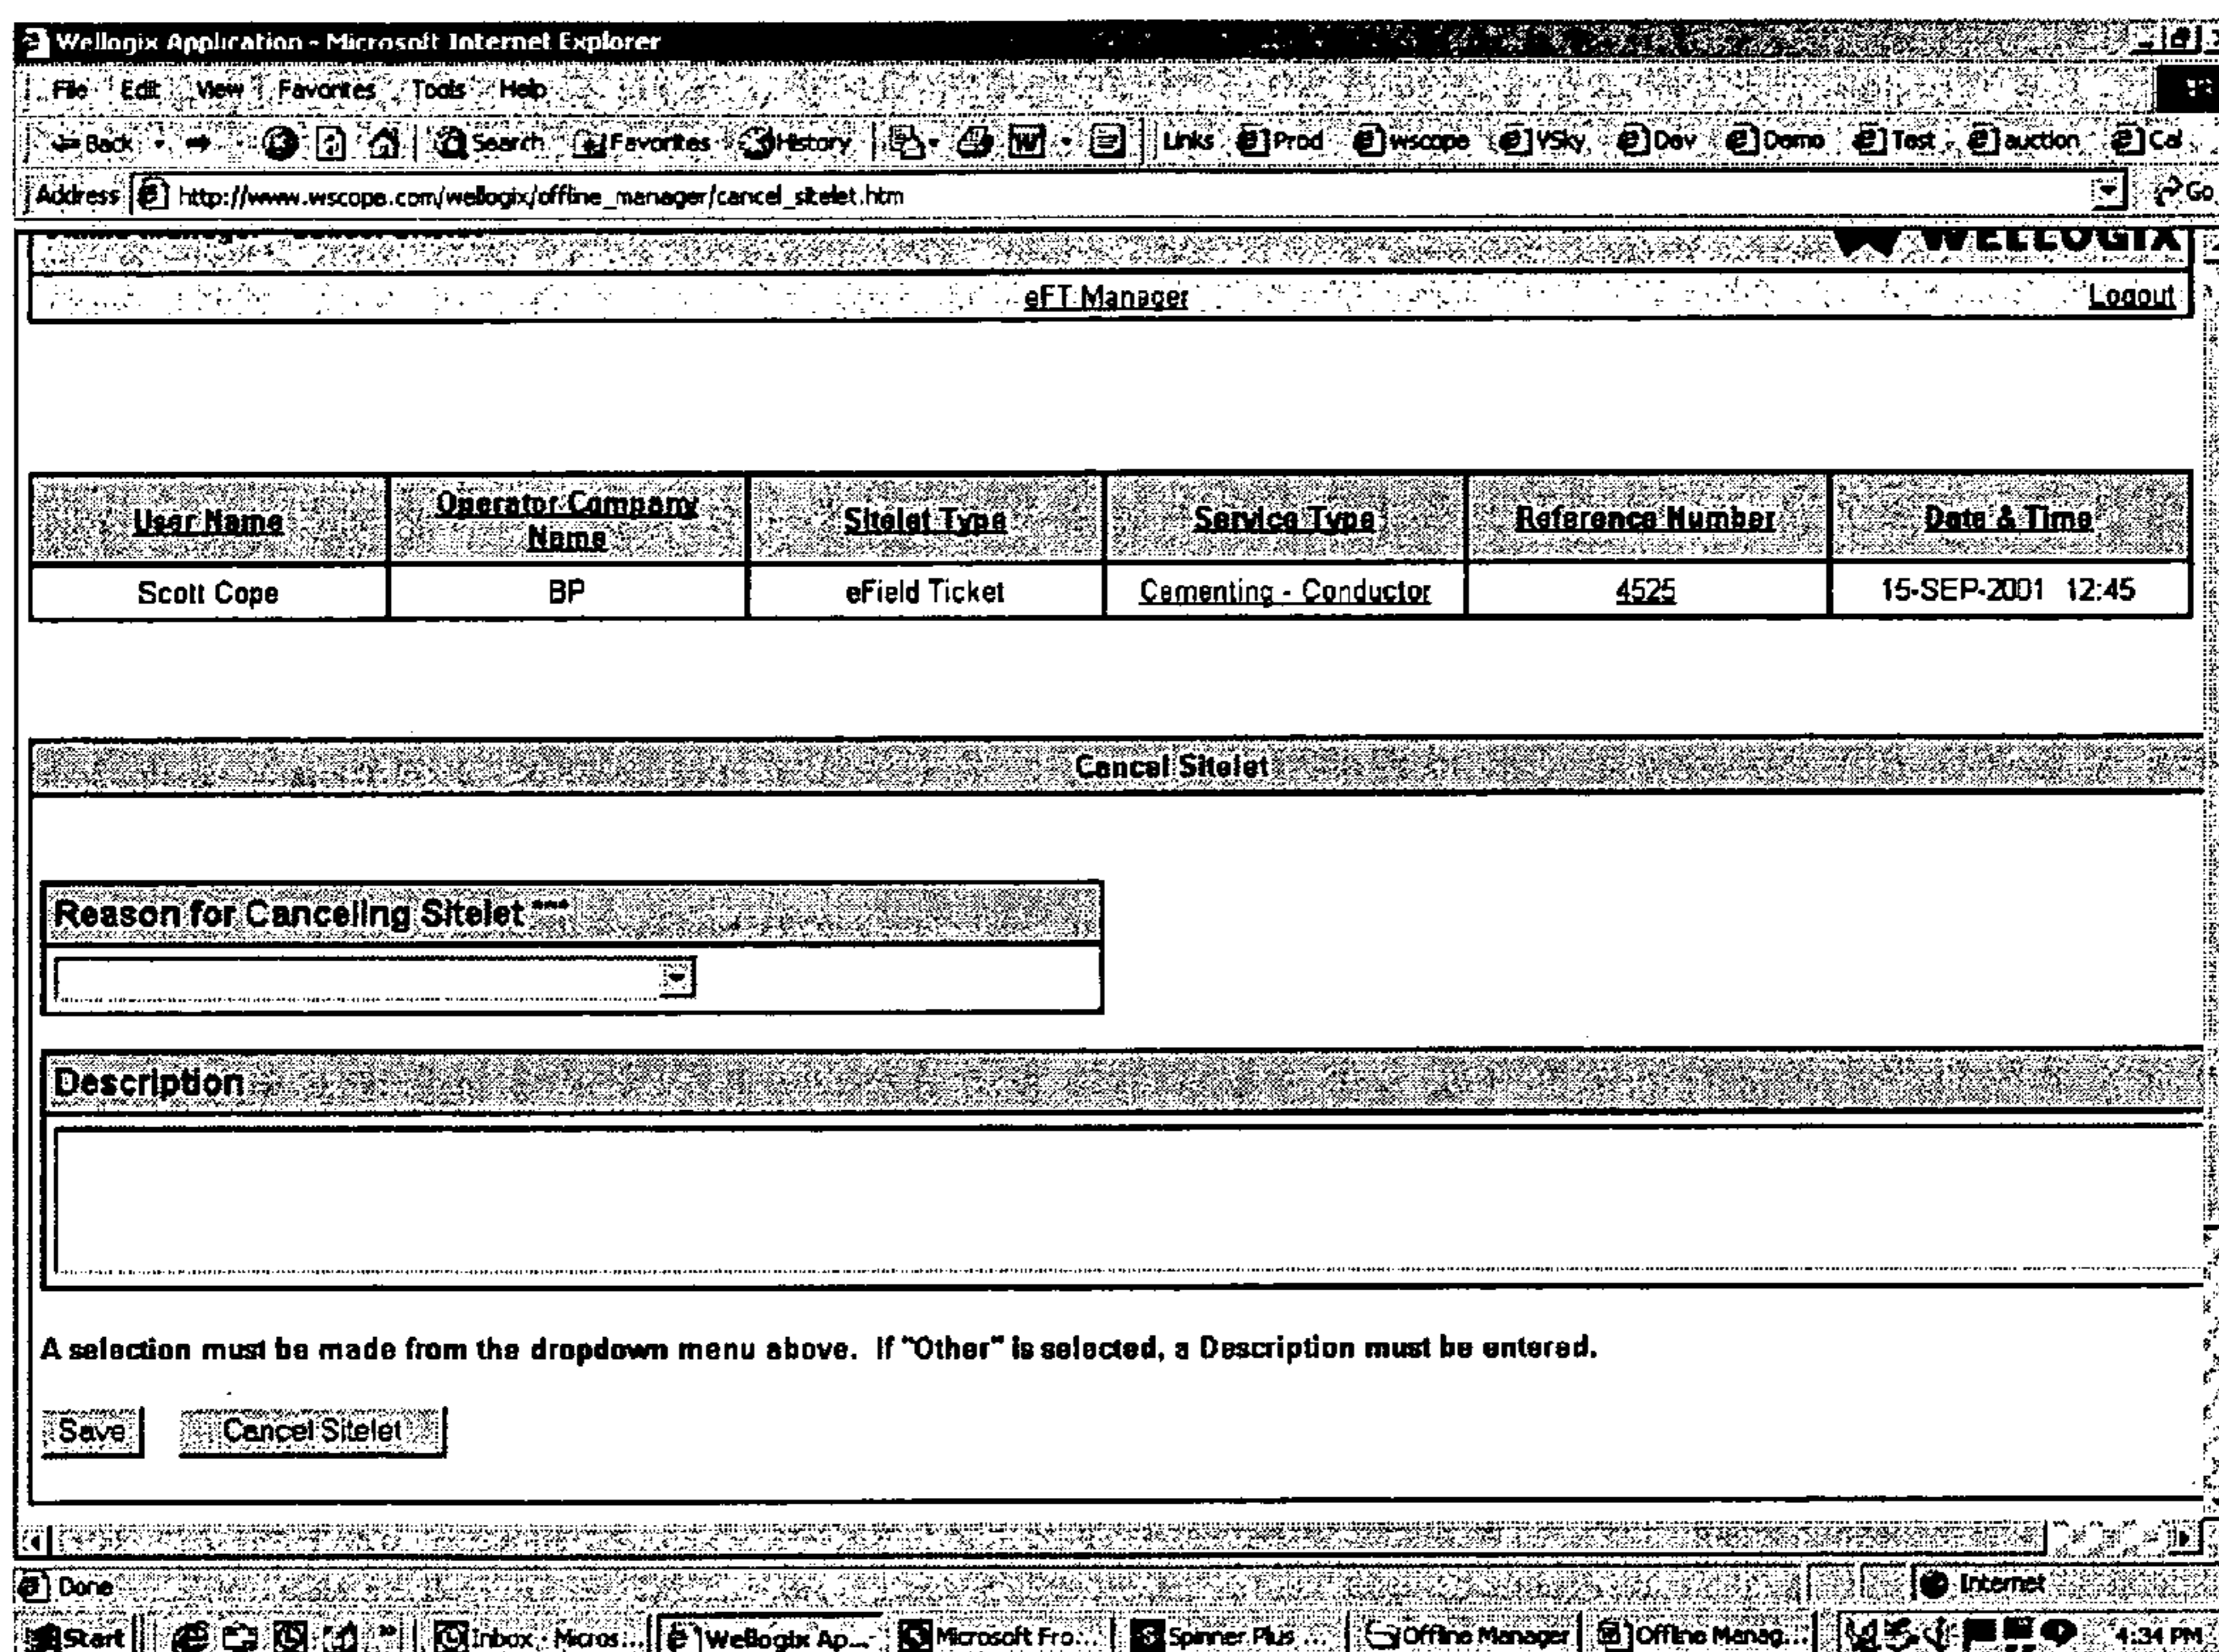 Wellogix Application - Microsoft Internet Explorer
File Edit View Favorites Tools Help
Back Search Favorites History Links Prod wscope VSky Dev Demo Test auction Cal
Address http://www.wscope.com/wellogix/offline_manager/cancel_sitelet.htm Go
WELLOGIX
eFT Manager Logout
User Name Operator Company Name Sitelet Type Service Type Reference Number Date & Time
Scott Cope BP eField Ticket Cementing - Conductor 4525 15-SEP-2001 12:45
Cancel Sitelet
Reason for Canceling Sitelet ***
Description
A selection must be made from the dropdown menu above. If "Other" is selected, a Description must be entered.
Save Cancel Sitelet
Done Internet
Start Inbox - Micros... Wellogix Ap... Microsoft Fro... Spinner Plus ... Offline Manager Offline Manag... 4:34 PM